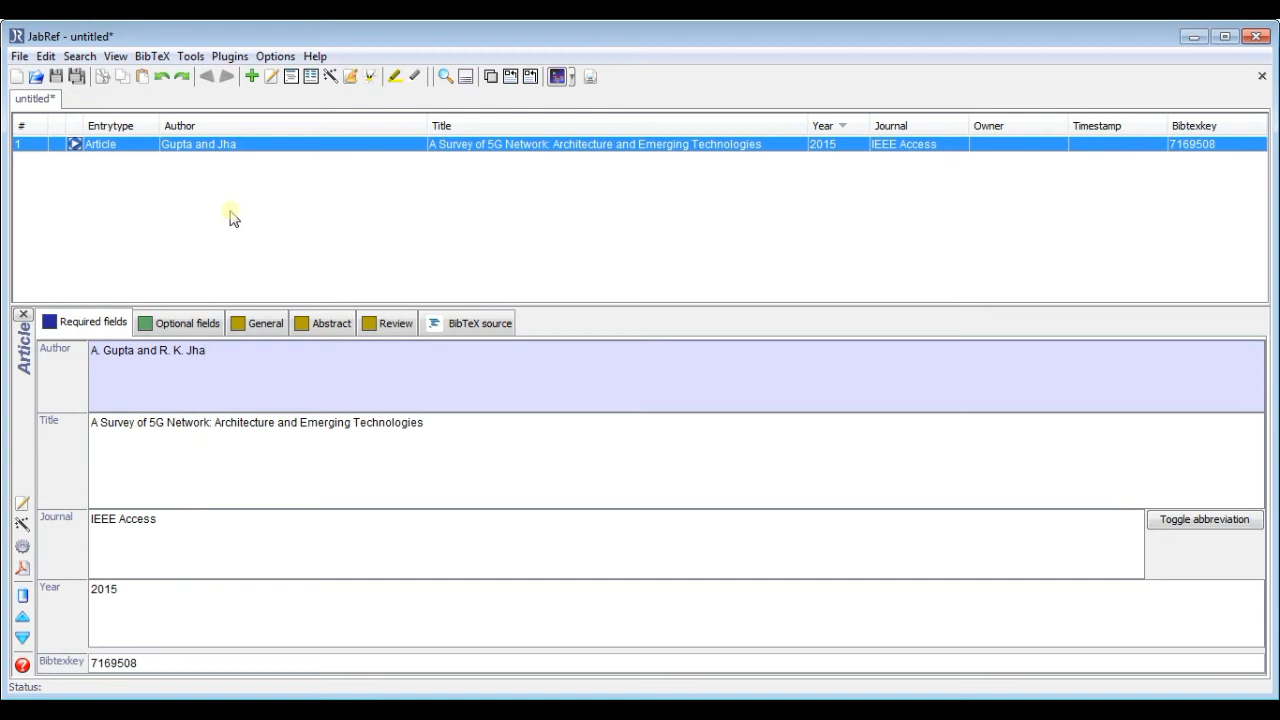 JabRef - untitled*
File Edit Search View BibTeX Tools Plugins Options Help
untitled*
# Entrytype Author Title Year Journal Owner Timestamp Bibtexkey
1 Article Gupta and Jha A Survey of 5G Network: Architecture and Emerging Technologies 2015 IEEE Access 7169508
Article
Required fields Optional fields General Abstract Review BibTeX source
Author A. Gupta and R. K. Jha
Title A Survey of 5G Network: Architecture and Emerging Technologies
Journal IEEE Access Toggle abbreviation
Year 2015
Bibtexkey 7169508
Status: